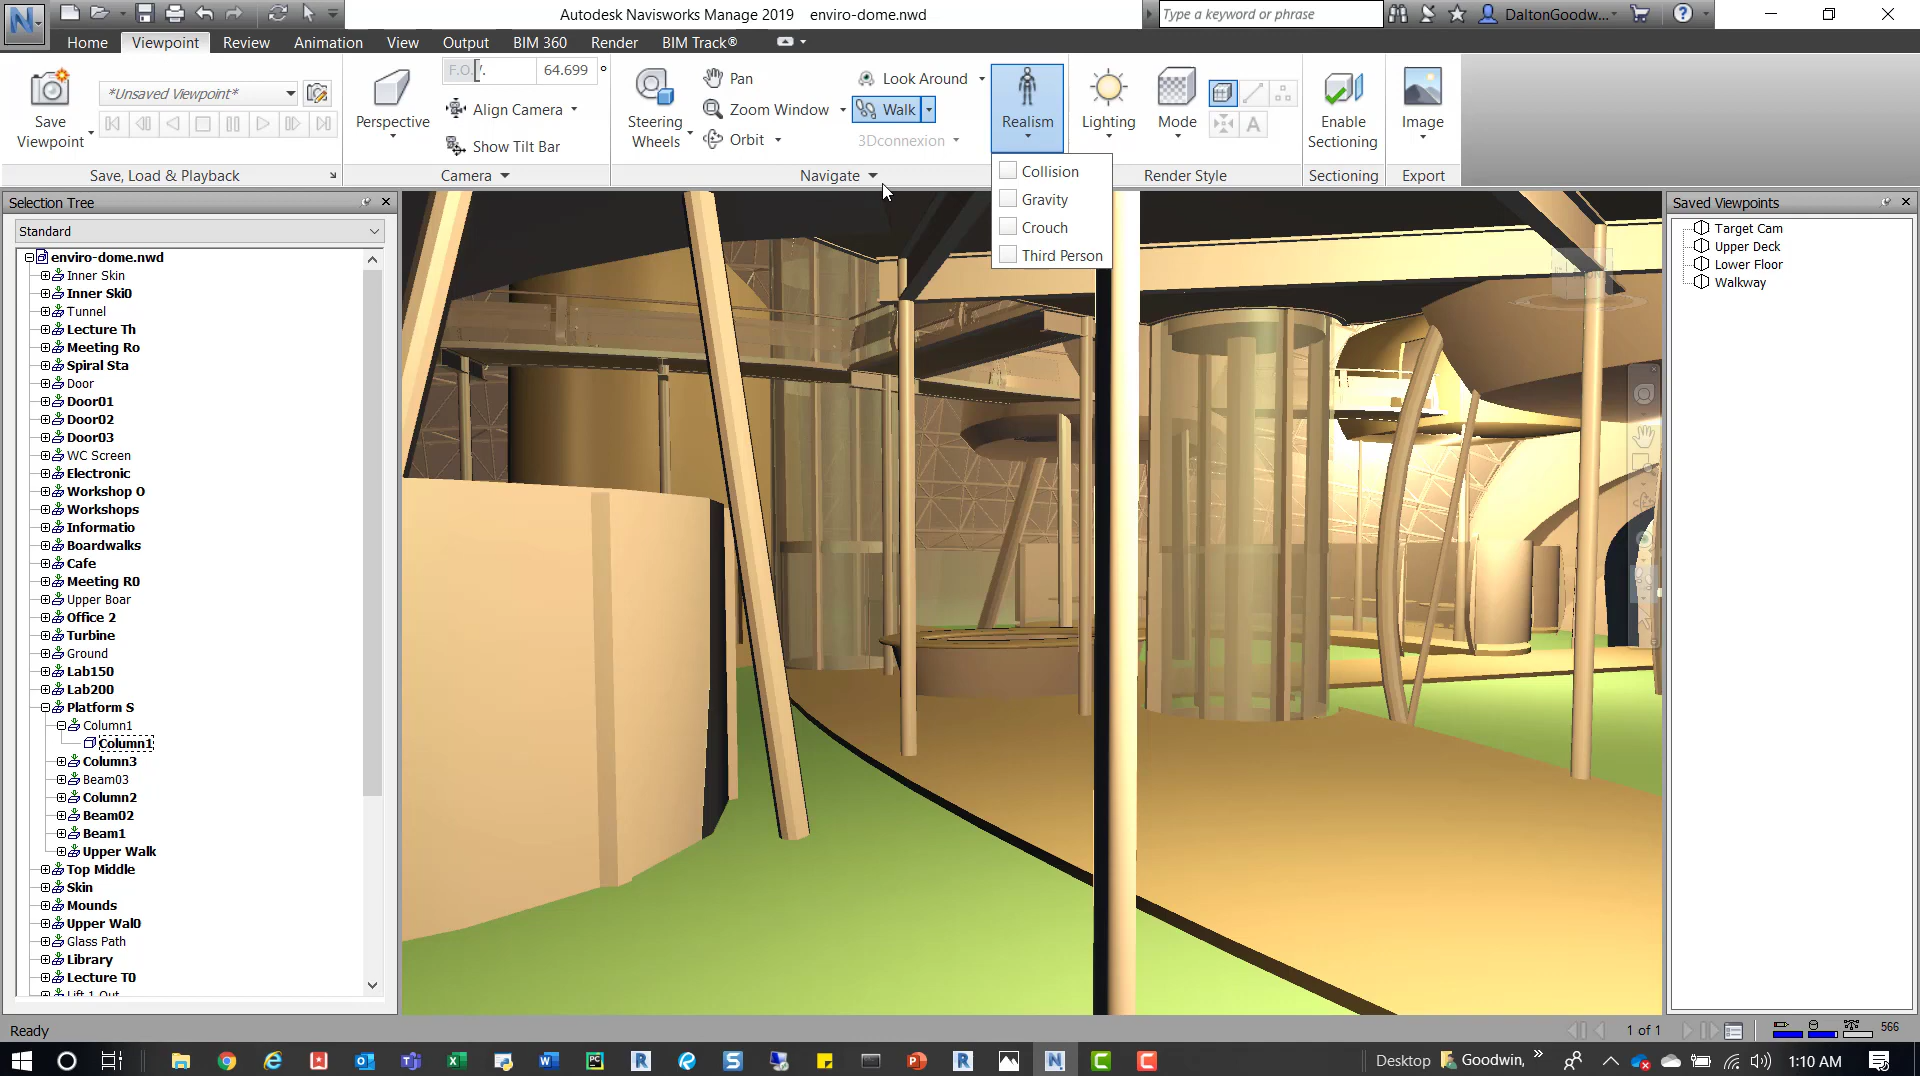 Autodesk Navisworks Manage 2019 enviro-dome.nwd
Type a keyword or phrase
DaltonGoodw...
Home Viewpoint Review Animation View Output BIM 360 Render BIM Track®
Save Viewpoint
*Unsaved Viewpoint*
Save, Load & Playback
Perspective
F.O.V. 64.699 °
Align Camera
Show Tilt Bar
Camera
Steering Wheels
Pan
Zoom Window
Orbit
Look Around
Walk
3Dconnexion
Navigate
Realism
Collision
Gravity
Crouch
Third Person
Lighting
Mode
A
Render Style
Enable Sectioning
Sectioning
Image
Export
Selection Tree
Standard
enviro-dome.nwd
Inner Skin
Inner Ski0
Tunnel
Lecture Th
Meeting Ro
Spiral Sta
Door
Door01
Door02
Door03
WC Screen
Electronic
Workshop O
Workshops
Informatio
Boardwalks
Cafe
Meeting R0
Upper Boar
Office 2
Turbine
Ground
Lab150
Lab200
Platform S
Column1
Column1
Column3
Beam03
Column2
Beam02
Beam1
Upper Walk
Top Middle
Skin
Mounds
Upper Wal0
Glass Path
Library
Lecture T0
Lift 1 Out
Saved Viewpoints
Target Cam
Upper Deck
Lower Floor
Walkway
Ready
1 of 1
566
Desktop
Goodwin,
1:10 AM